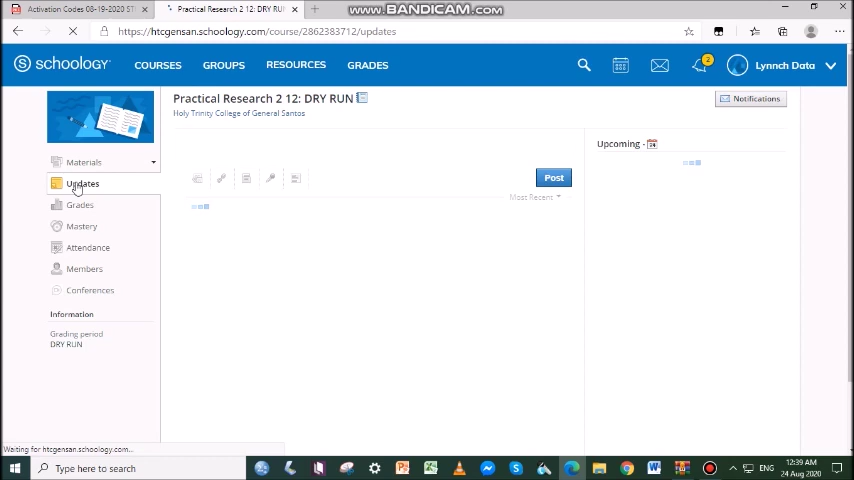 www.BANDICAM.com
Activation Codes 08-19-2020 ST
Practical Research 2 12: DRY RUN
https://htcgensan.schoology.com/course/2862383712/updates
S schoology
COURSES
GROUPS
RESOURCES
GRADES
2
Lynnch Data
Practical Research 2 12: DRY RUN
Holy Trinity College of General Santos
Notifications
Materials
Updates
Grades
Mastery
Attendance
Members
Conferences
Information
Grading period
DRY RUN
Post
Most Recent
Upcoming ·
Waiting for htcgensan.schoology.com...
Type here to search
ENG
12:39 AM
24 Aug 2020